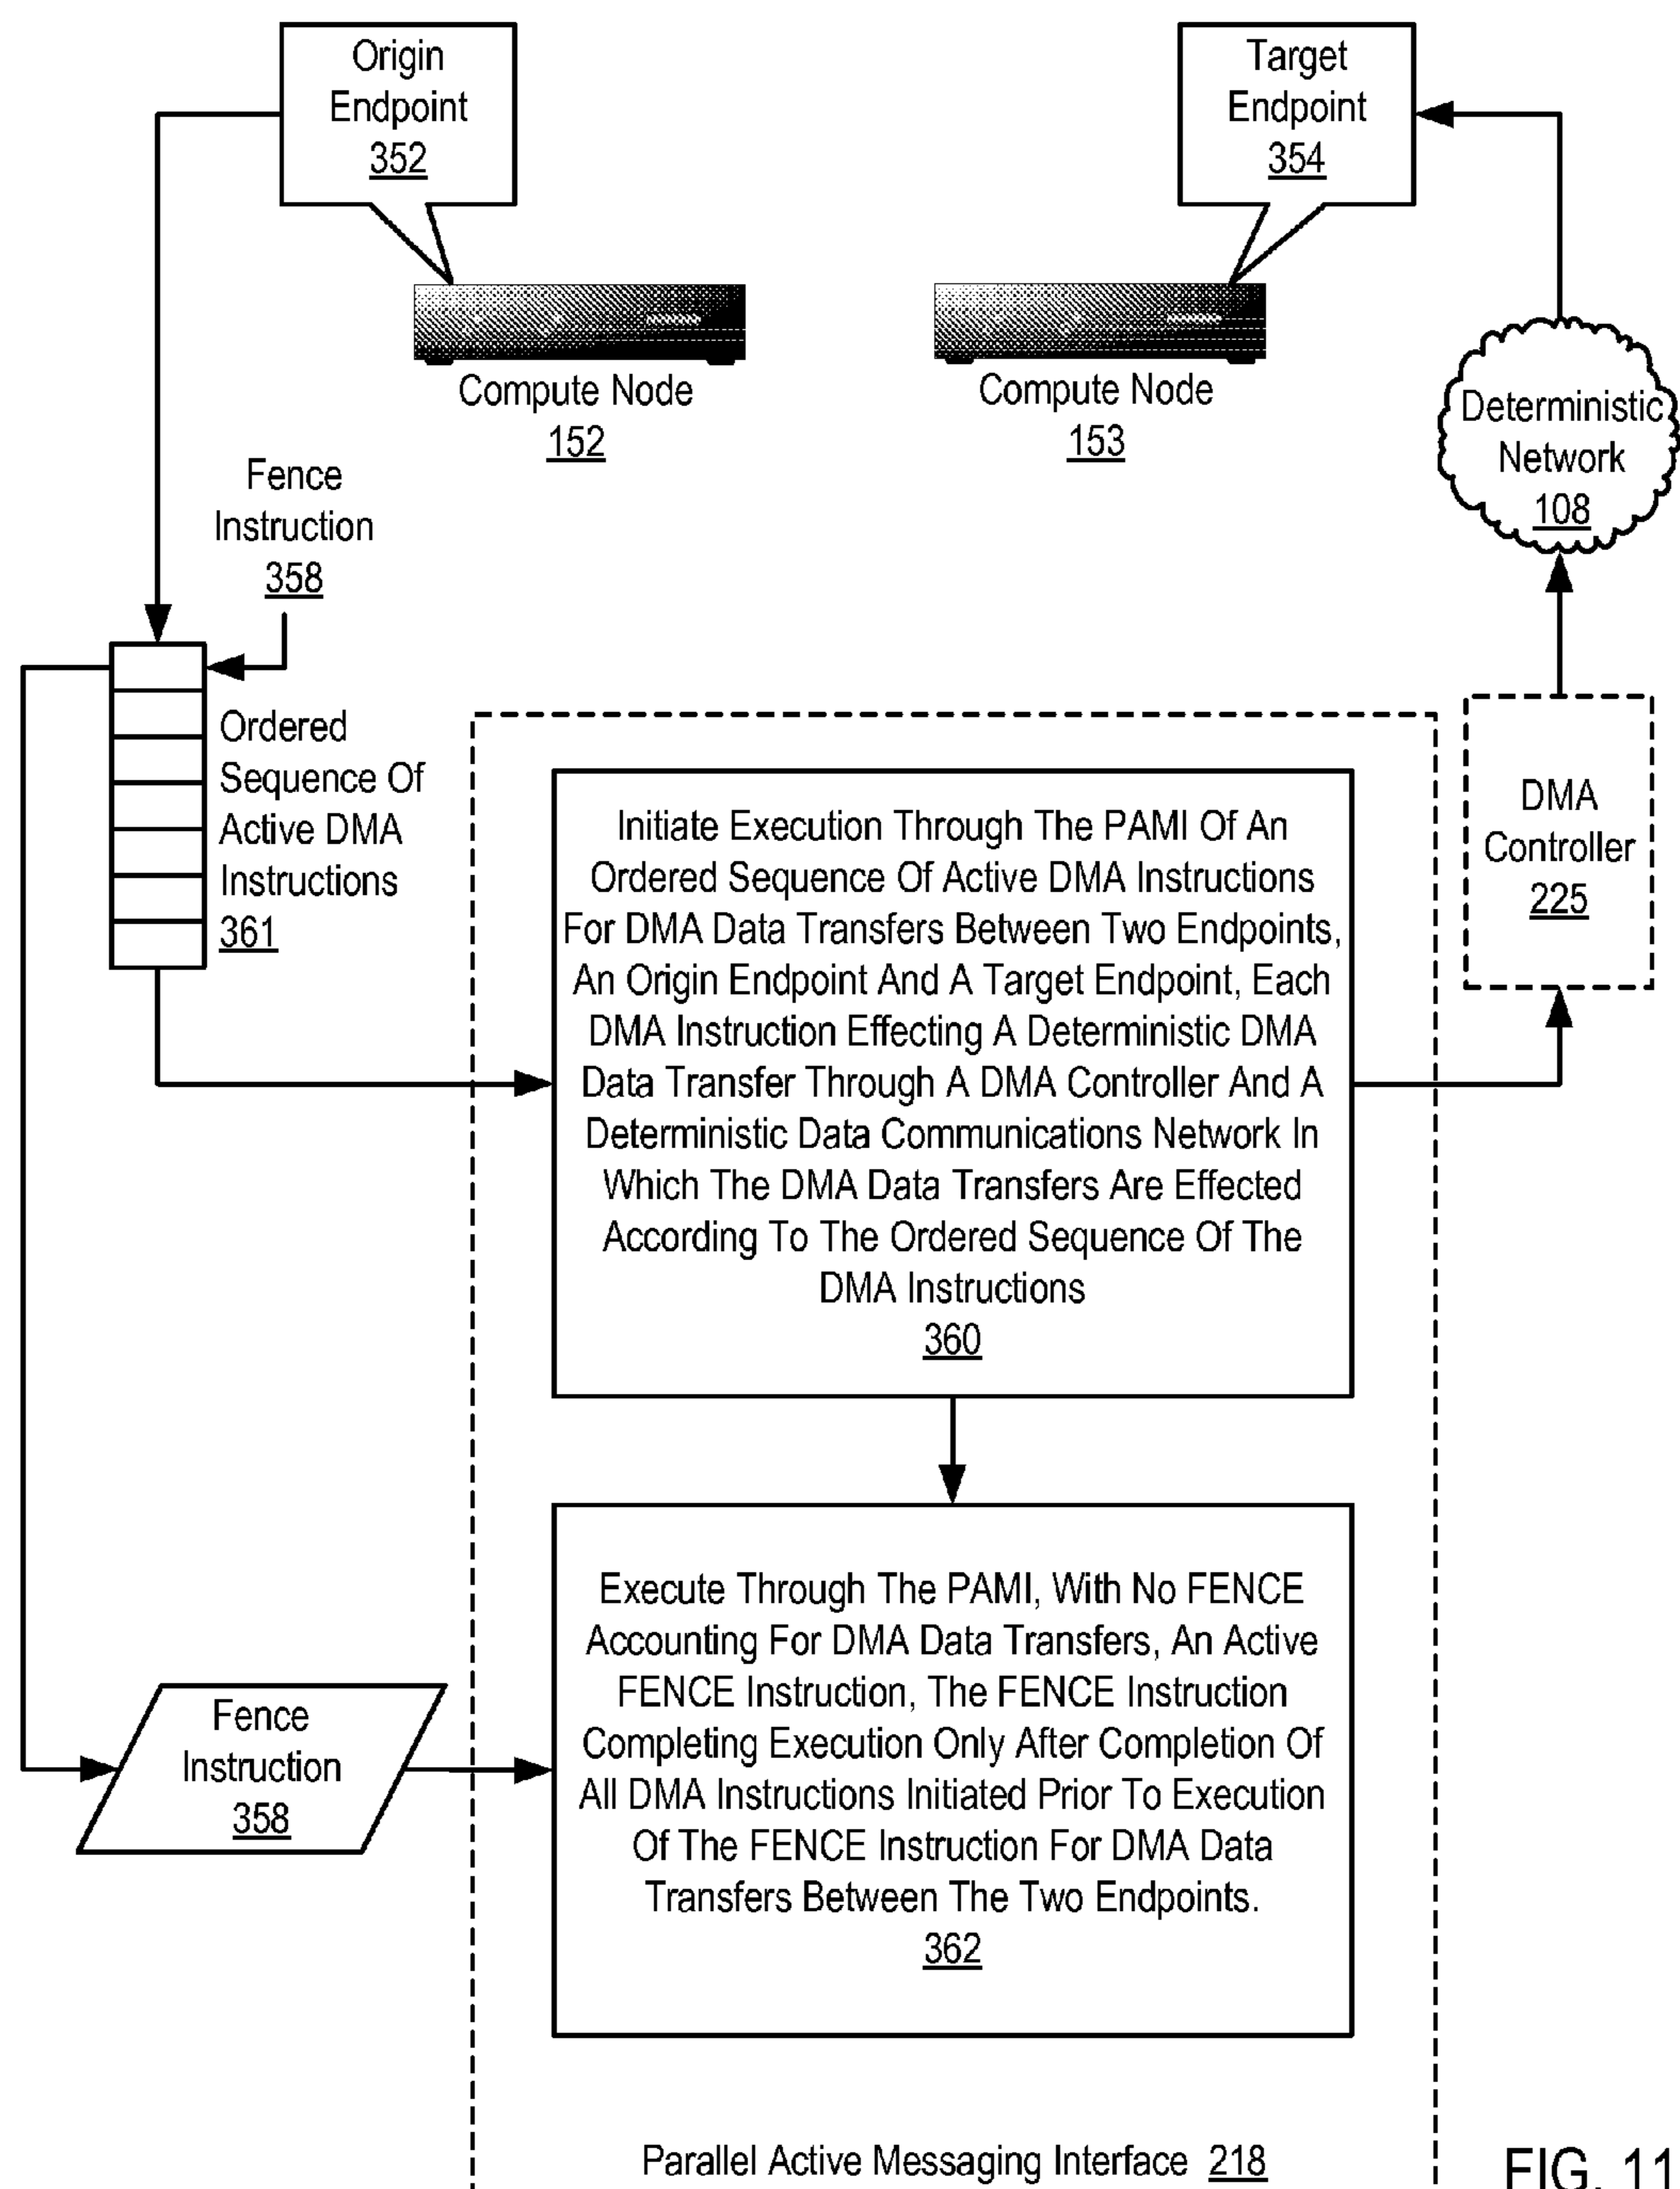 Origin
Endpoint
352
Target
Endpoint
354
Compute Node
152
Compute Node
153
Deterministic
Network
108
Fence
Instruction
358
Ordered
Sequence Of
Active DMA
Instructions
361
Initiate Execution Through The PAMI Of An
Ordered Sequence Of Active DMA Instructions
For DMA Data Transfers Between Two Endpoints,
An Origin Endpoint And A Target Endpoint, Each
DMA Instruction Effecting A Deterministic DMA
Data Transfer Through A DMA Controller And A
Deterministic Data Communications Network In
Which The DMA Data Transfers Are Effected
According To The Ordered Sequence Of The
DMA Instructions
360
DMA
Controller
225
Execute Through The PAMI, With No FENCE
Accounting For DMA Data Transfers, An Active
FENCE Instruction, The FENCE Instruction
Completing Execution Only After Completion Of
All DMA Instructions Initiated Prior To Execution
Of The FENCE Instruction For DMA Data
Transfers Between The Two Endpoints.
362
Fence
Instruction
358
Parallel Active Messaging Interface 218
FIG. 11